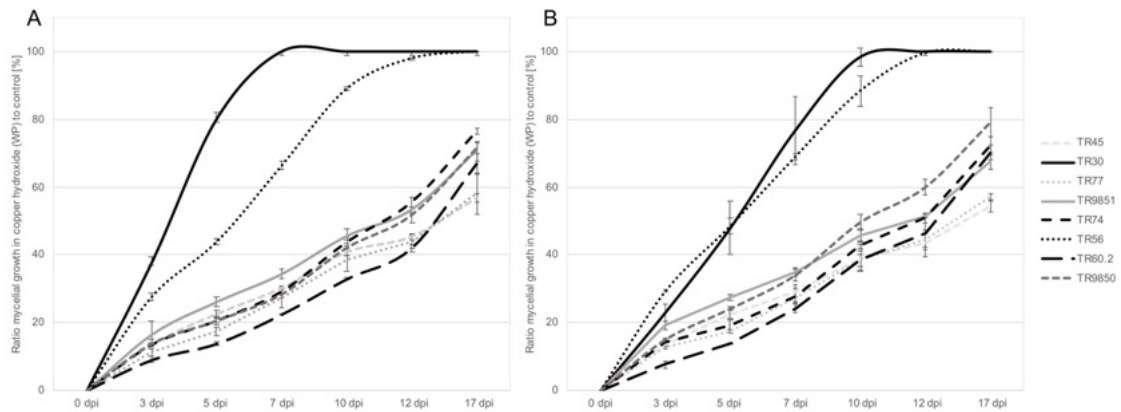 A
B
Ratio mycelial growth in copper hydroxide (WP) to control [%]
100
80
60
40
20
0
0 dpi 3 dpi 5 dpi 7 dpi 10 dpi 12 dpi 17 dpi
Ratio mycelial growth in copper hydroxide (WP) to control [%]
100
80
60
40
20
0
0 dpi 3 dpi 5 dpi 7 dpi 10 dpi 12 dpi 17 dpi
TR45
TR30
TR77
TR9851
TR74
TR56
TR60.2
TR9850